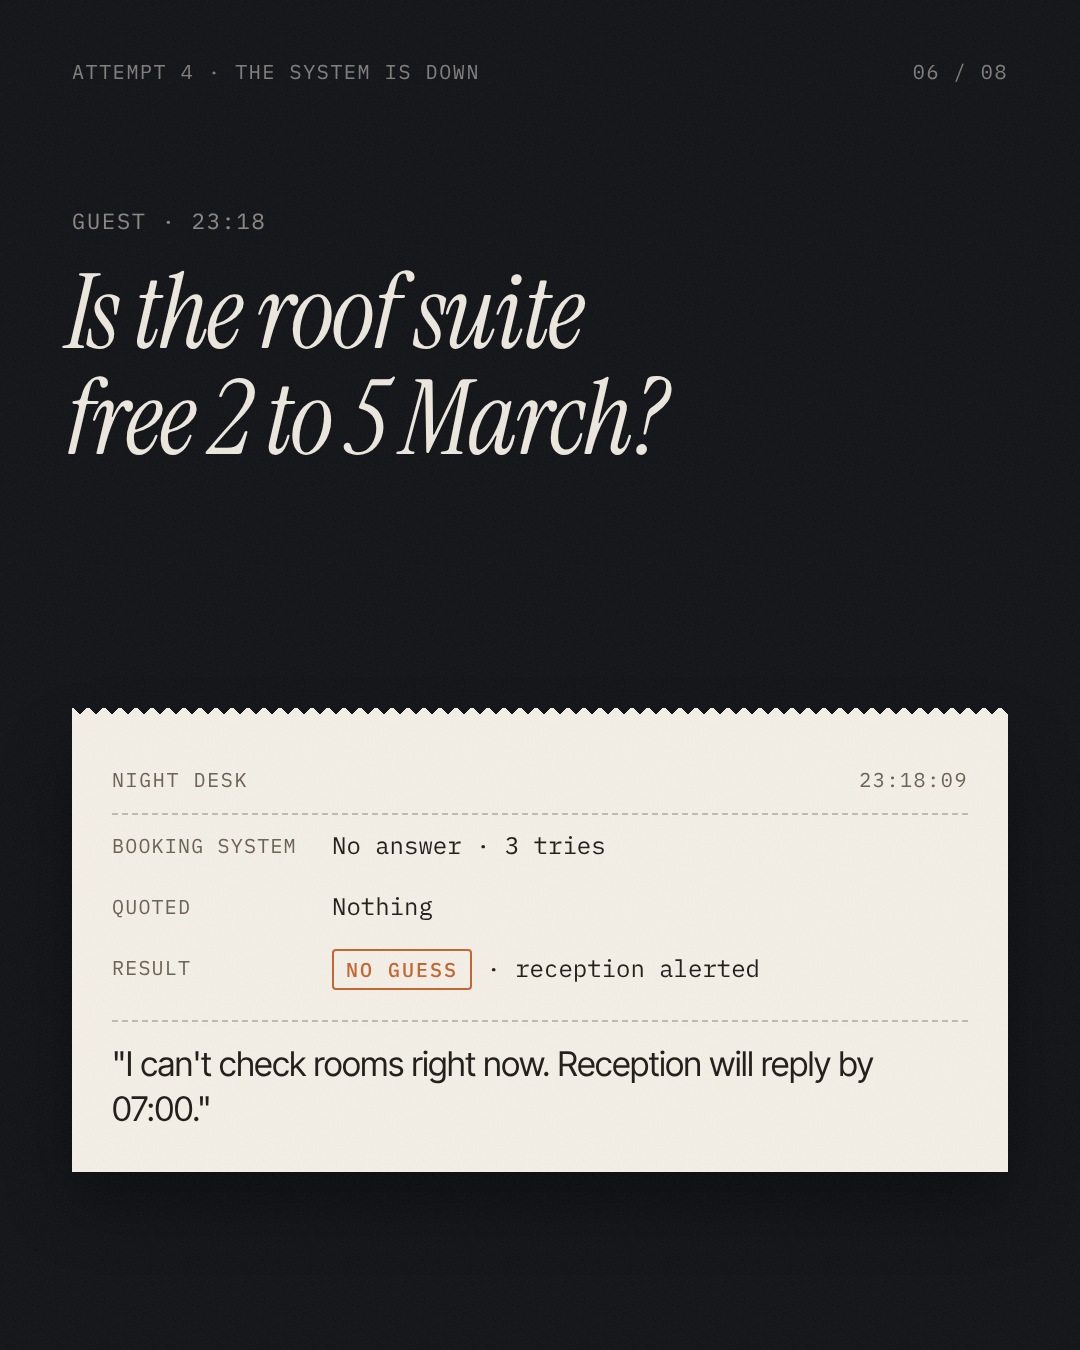 ATTEMPT 4 · THE SYSTEM IS DOWN
06 / 08
GUEST · 23:18
Is the roof suite
free 2 to 5 March?
NIGHT DESK
23:18:09
BOOKING SYSTEM No answer · 3 tries
QUOTED Nothing
RESULT NO GUESS · reception alerted
"I can't check rooms right now. Reception will reply by
07:00."